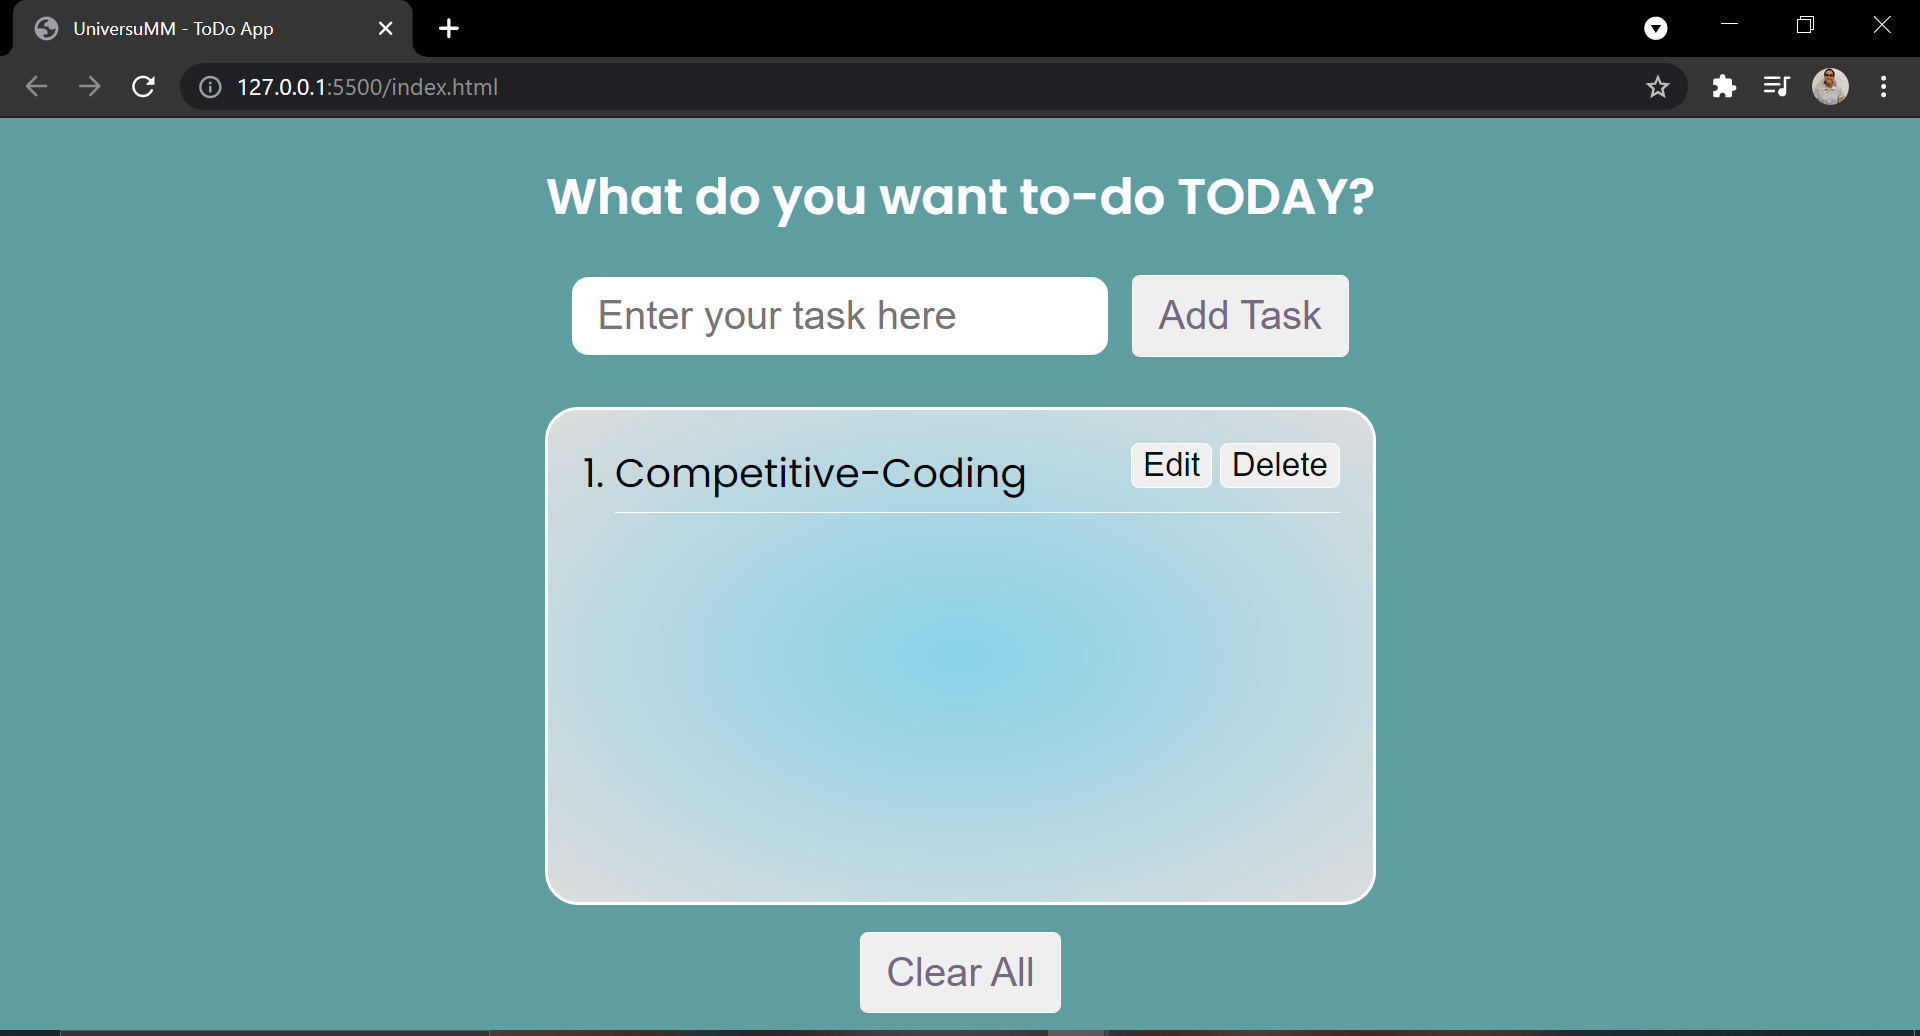 UniversuMM - ToDo App
127.0.0.1:5500/index.html
What do you want to-do TODAY?
Enter your task here
Add Task
1. Competitive-Coding
Edit Delete
Clear All